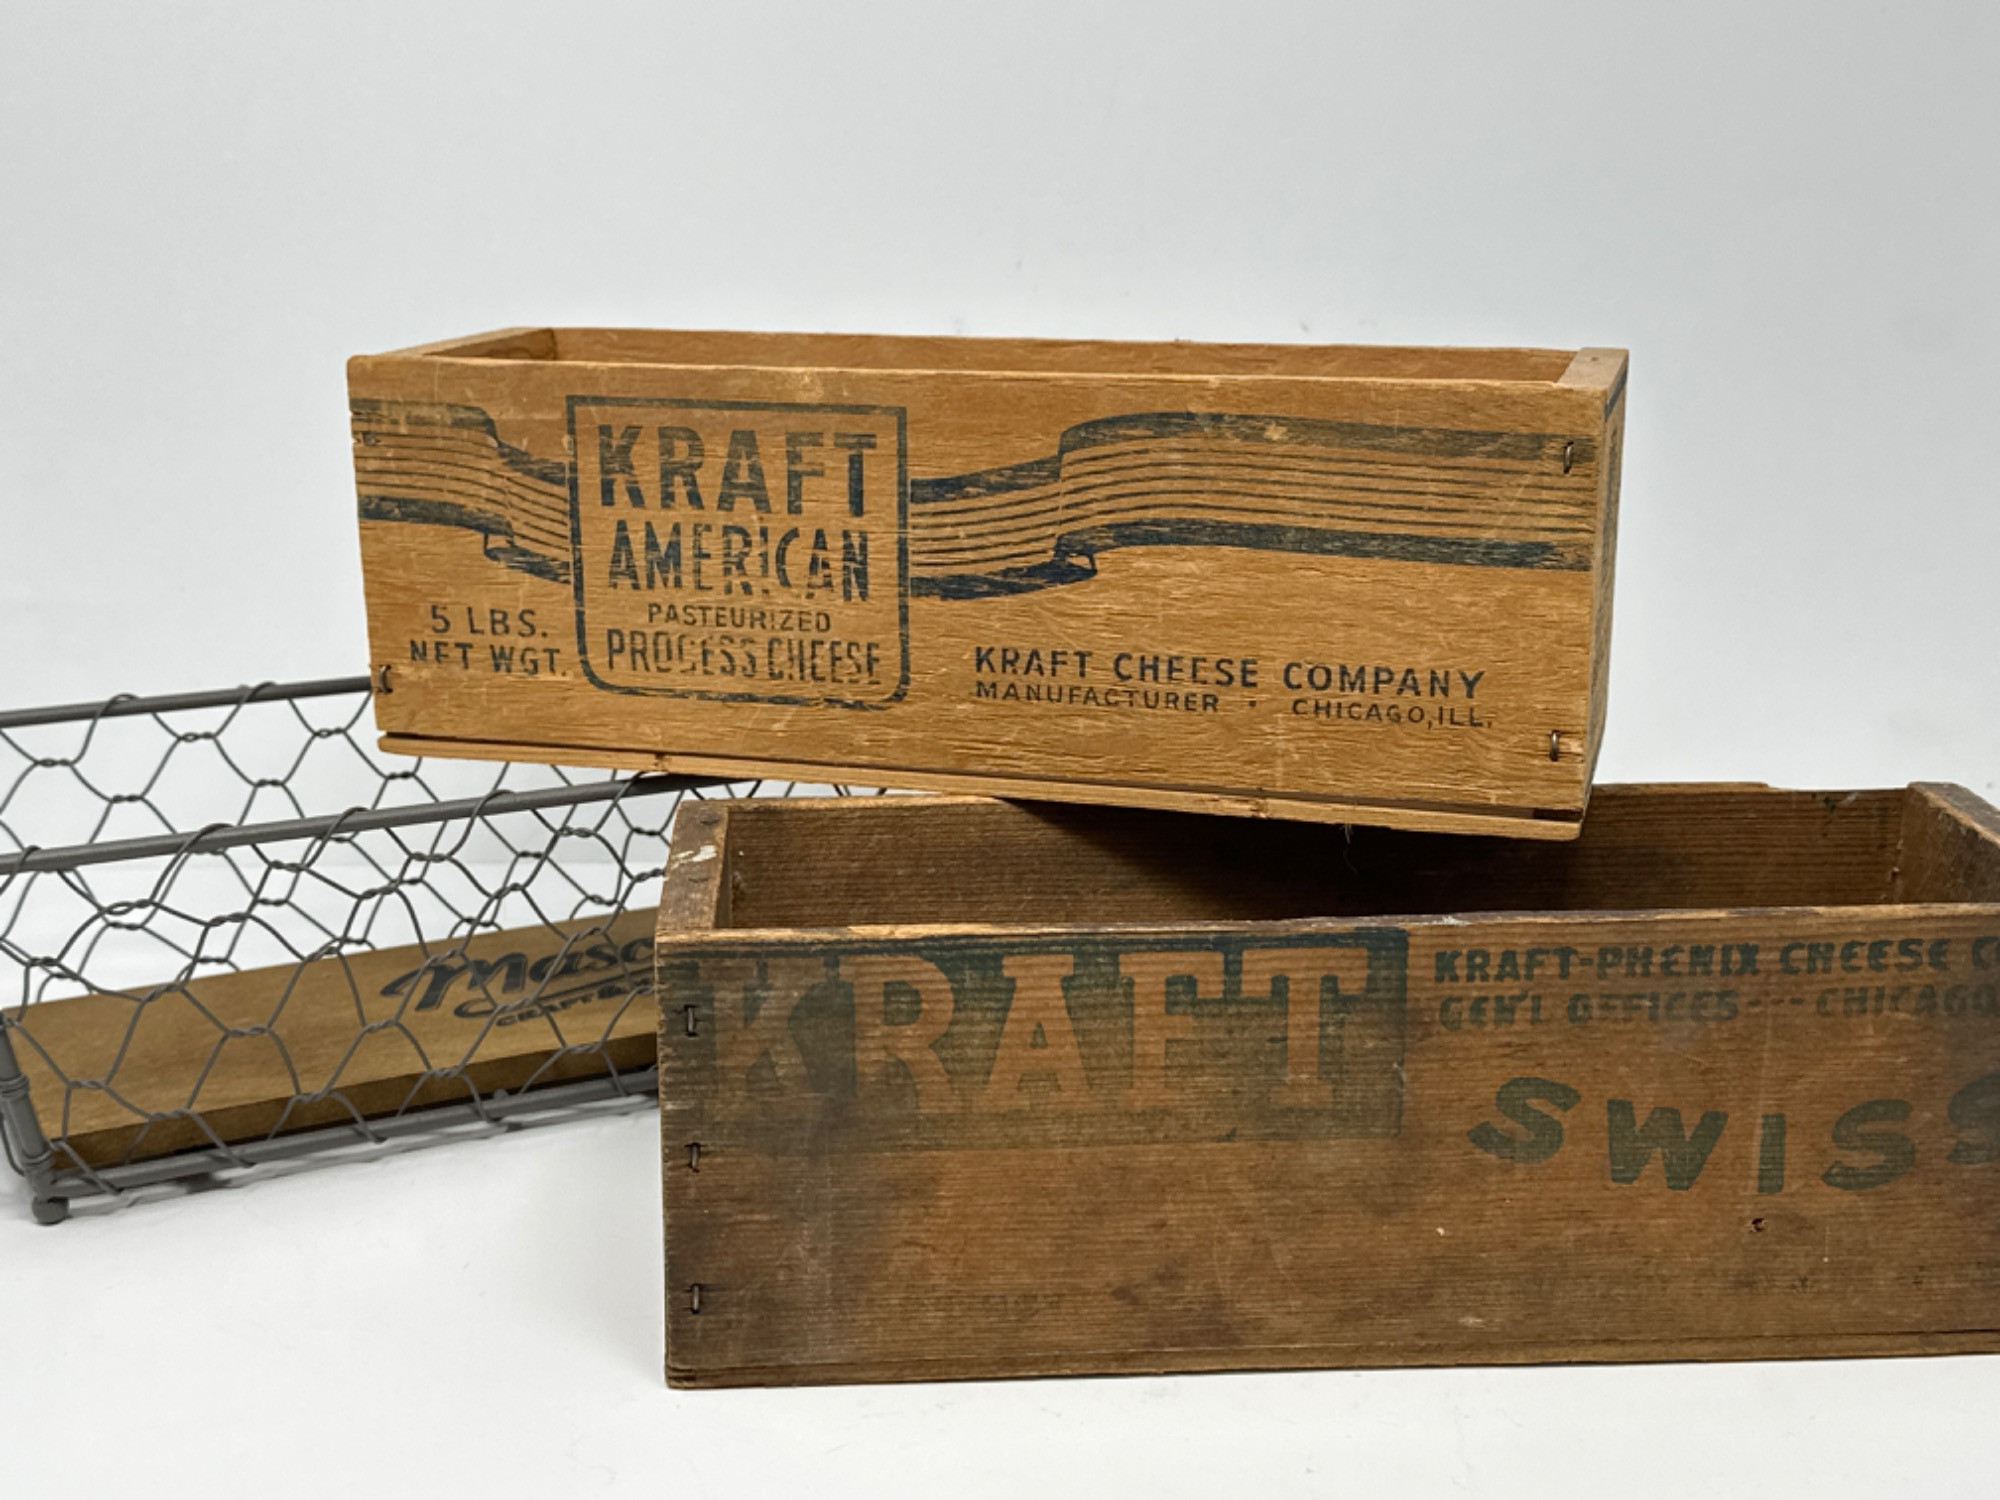 KRAFT
AMERICAN
PASTEURIZED
PROCESS CHEESE
5 LBS.
NET WGT.
KRAFT CHEESE COMPANY
MANUFACTURER · CHICAGO, ILL.
KRAFT
KRAFT-PHENIX CHEESE
GEN'L OFFICES --- CHICAGO
SWISS